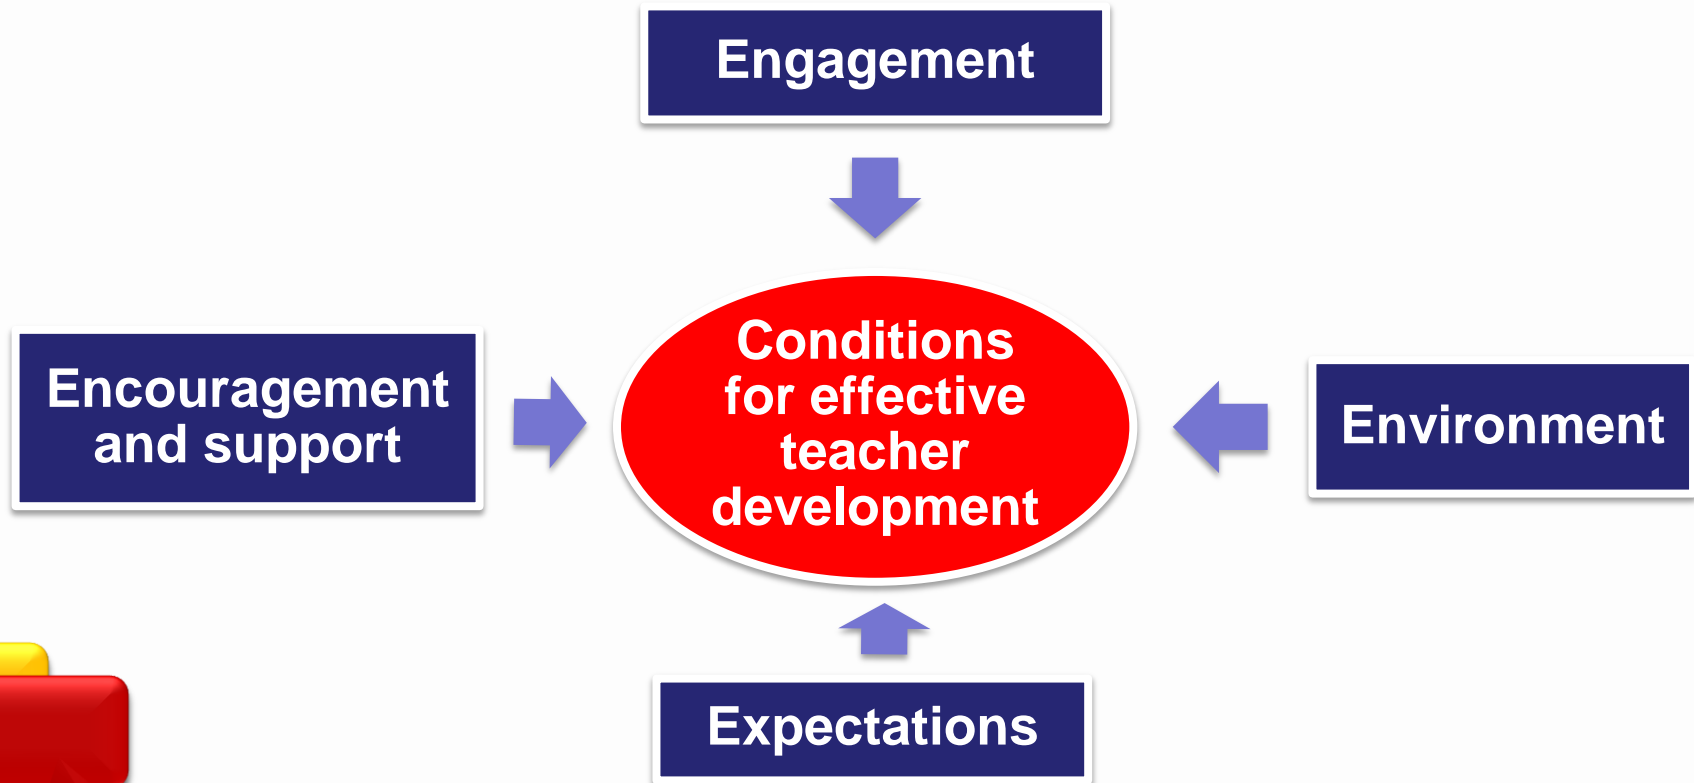 Engagement
Conditions
for effective
teacher
development
Encouragement
and support
Environment
Expectations